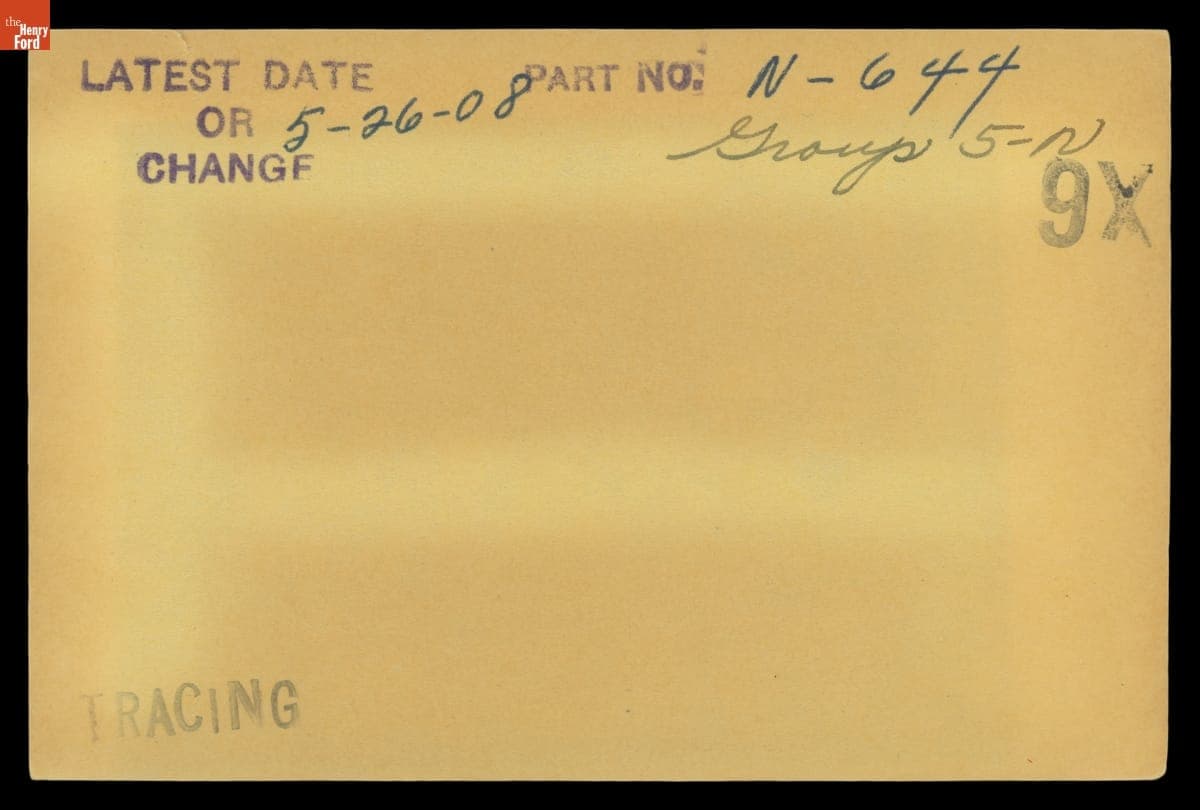 the
Henry
Ford
LATEST DATE
OR 5-26-08
CHANGE
PART NO. N-644
Group 5-N
9X
TRACING